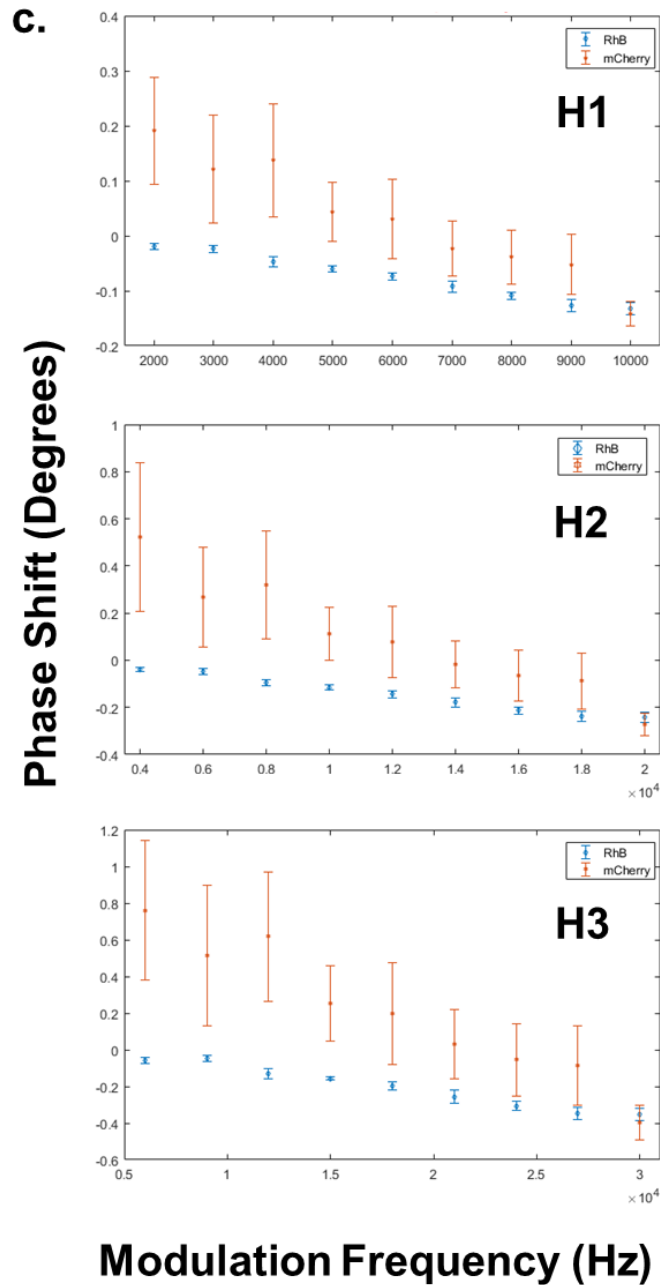 c.
0.4
0.3
0.2
0.1
0
-0.1
-0.2
RhB
mCherry
H1
2000 3000 4000 5000 6000 7000 8000 9000 10000
Phase Shift (Degrees)
1
0.8
0.6
0.4
0.2
0
-0.2
-0.4
RhB
mCherry
H2
0.4 0.6 0.8 1 1.2 1.4 1.6 1.8 2
× 10^4
1.2
1
0.8
0.6
0.4
0.2
0
-0.2
-0.4
-0.6
RhB
mCherry
H3
0.5 1 1.5 2 2.5 3
× 10^4
Modulation Frequency (Hz)